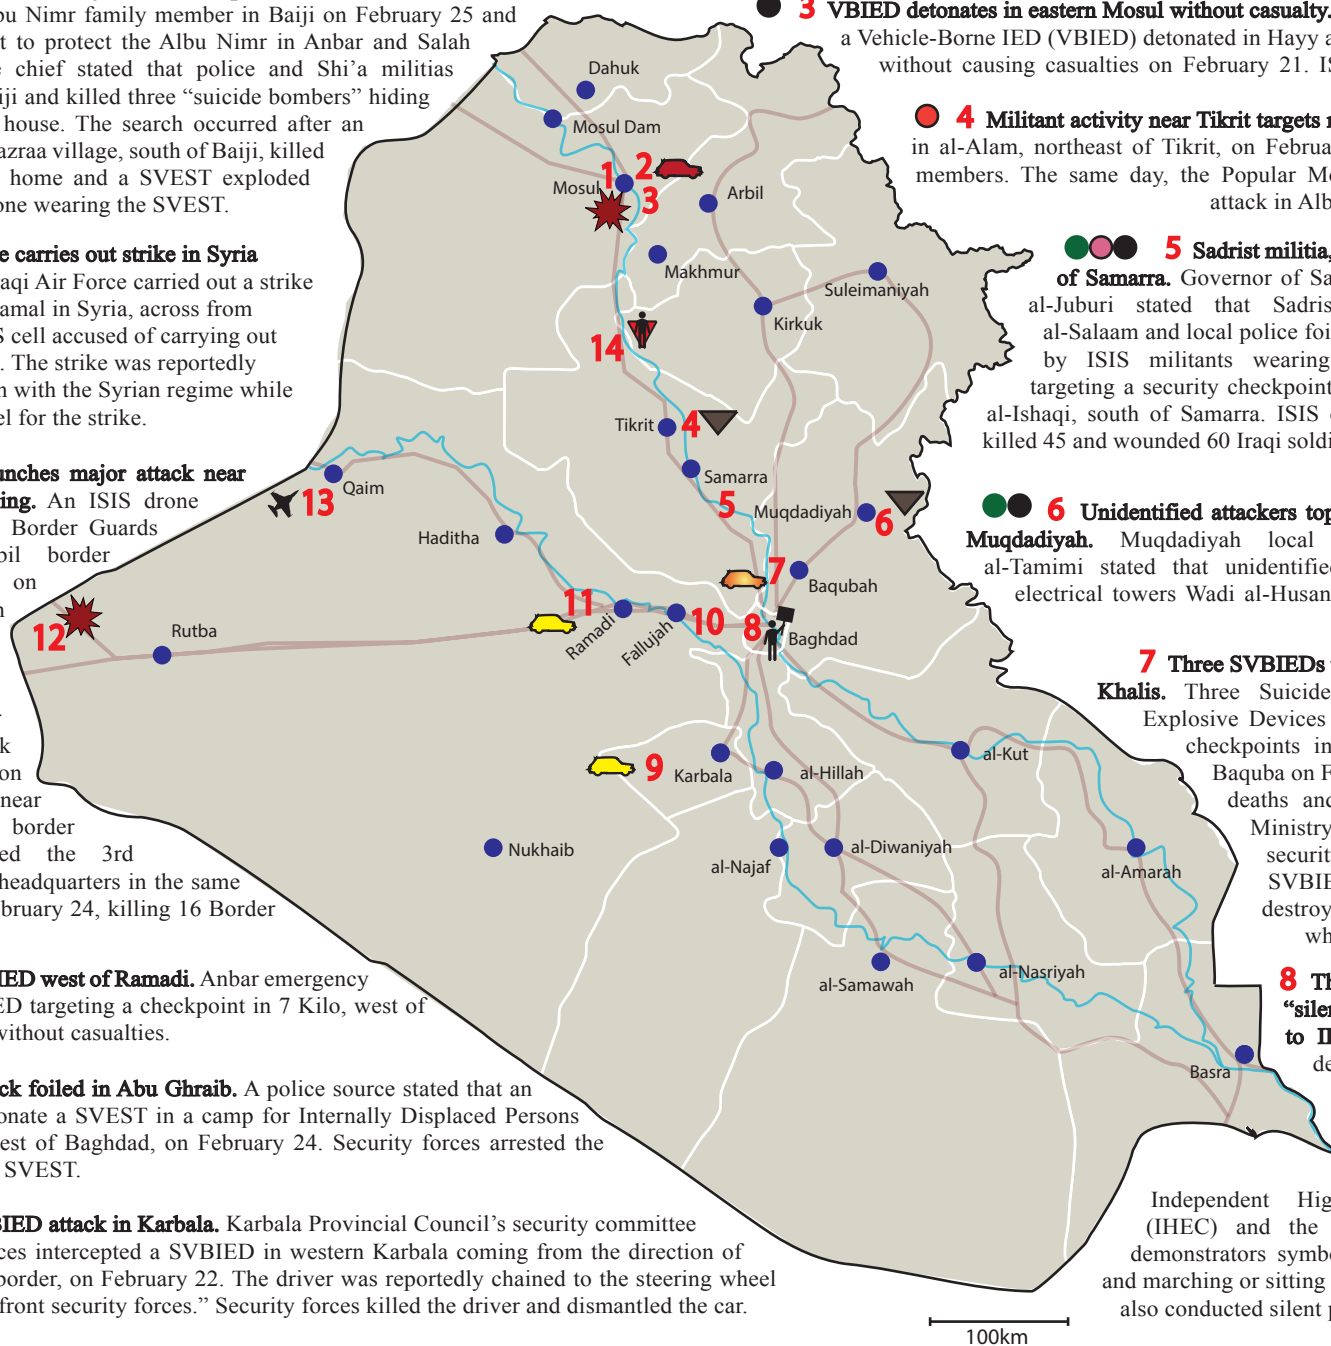 bu Nimr family member in Baiji on February 25 and
t to protect the Albu Nimr in Anbar and Salah
chief stated that police and Shi’a militias
iji and killed three “suicide bombers” hiding
house. The search occurred after an
azraa village, south of Baiji, killed
home and a SVEST exploded
one wearing the SVEST.
e carries out strike in Syria
aqi Air Force carried out a strike
amal in Syria, across from
S cell accused of carrying out
. The strike was reportedly
n with the Syrian regime while
el for the strike.
unches major attack near
ing. An ISIS drone
Border Guards
bil border
on
k
on
near
border
ed the 3rd
headquarters in the same
bruary 24, killing 16 Border
IED west of Ramadi. Anbar emergency
ED targeting a checkpoint in 7 Kilo, west of
without casualties.
ck foiled in Abu Ghraib. A police source stated that an
onate a SVEST in a camp for Internally Displaced Persons
est of Baghdad, on February 24. Security forces arrested the
SVEST.
BIED attack in Karbala. Karbala Provincial Council’s security committee
ces intercepted a SVBIED in western Karbala coming from the direction of
border, on February 22. The driver was reportedly chained to the steering wheel
front security forces.” Security forces killed the driver and dismantled the car.
3 VBIED detonates in eastern Mosul without casualty.
a Vehicle-Borne IED (VBIED) detonated in Hayy a
without causing casualties on February 21. IS
4 Militant activity near Tikrit targets
in al-Alam, northeast of Tikrit, on Februa
members. The same day, the Popular Mo
attack in Alb
5 Sadrist militia,
of Samarra. Governor of Sa
al-Juburi stated that Sadris
al-Salaam and local police foi
by ISIS militants wearing
targeting a security checkpoint
al-Ishaqi, south of Samarra. ISIS
killed 45 and wounded 60 Iraqi soldi
6 Unidentified attackers top
Muqdadiyah. Muqdadiyah local
al-Tamimi stated that unidentified
electrical towers Wadi al-Husan
7 Three SVBIEDs
Khalis. Three Suicide
Explosive Devices
checkpoints in
Baquba on F
deaths and
Ministry
securit
SVBIE
destroy
wh
8 Th
“silen
to IH
de
Independent Hig
(IHEC) and the
demonstrators symbo
and marching or sitting
also conducted silent p
Dahuk
Mosul Dam
1
2
3
Mosul
Arbil
Makhmur
Suleimaniyah
Kirkuk
14
Tikrit
4
Samarra
5
Muqdadiyah
6
Qaim
13
Haditha
7
Baqubah
11
Ramadi
Fallujah
10
8
Baghdad
12
Rutba
9
Karbala
al-Hillah
al-Kut
Nukhaib
al-Najaf
al-Diwaniyah
al-Amarah
al-Samawah
al-Nasriyah
Basra
100km